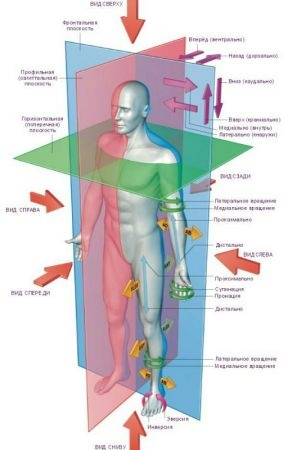 ВИД СВЕРХУ
Фронтальная
плоскость
Вперёд (вентрально)
Назад (дорзально)
Профильная
(сагиттальная)
плоскость
Вниз (каудально)
Горизонтальная
(поперечная)
плоскость
Вверх (краниально)
Медиально (внутрь)
Латерально (кнаружи)
ВИД СЗАДИ
ВИД СПРАВА
Латеральное вращение
Медиальное вращение
Проксимально
Дистально
ВИД СЛЕВА
ВИД СПЕРЕДИ
Проксимально
Супинация
Пронация
Дистально
Латеральное вращение
Медиальное вращение
Эверсия
Инверсия
ВИД СНИЗУ